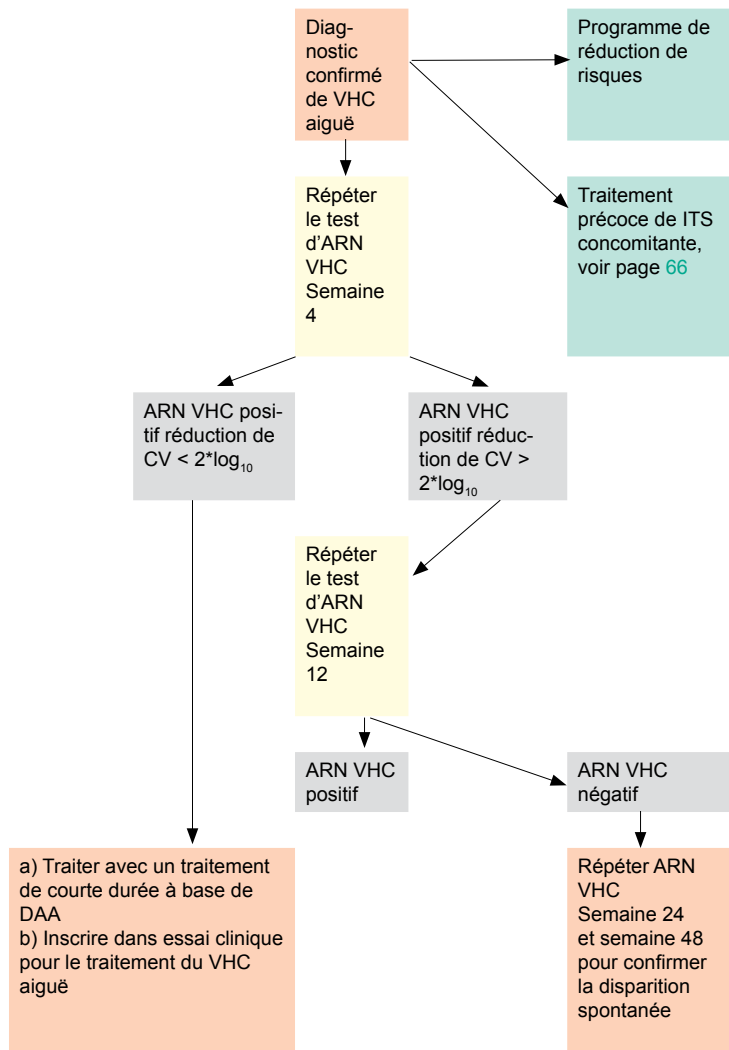 Diag-
nostic
confirmé
de VHC
aiguë
Programme de
réduction de
risques
Répéter
le test
d'ARN
VHC
Semaine
4
Traitement
précoce de ITS
concomitante,
voir page 66
ARN VHC posi-
tif réduction de
CV < 2*log₁₀
ARN VHC
positif réduc-
tion de CV >
2*log₁₀
Répéter
le test
d'ARN
VHC
Semaine
12
ARN VHC
positif
ARN VHC
négatif
a) Traiter avec un traitement
de courte durée à base de
DAA
b) Inscrire dans essai clinique
pour le traitement du VHC
aiguë
Répéter ARN
VHC
Semaine 24
et semaine 48
pour confirmer
la disparition
spontanée